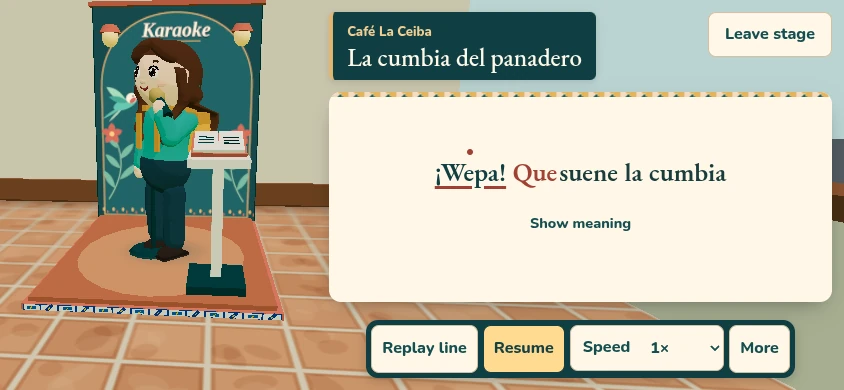 Karaoke
Café La Ceiba
La cumbia del panadero
Leave stage
¡Wepa! Que suene la cumbia
Show meaning
Replay line
Resume
Speed 1×
More